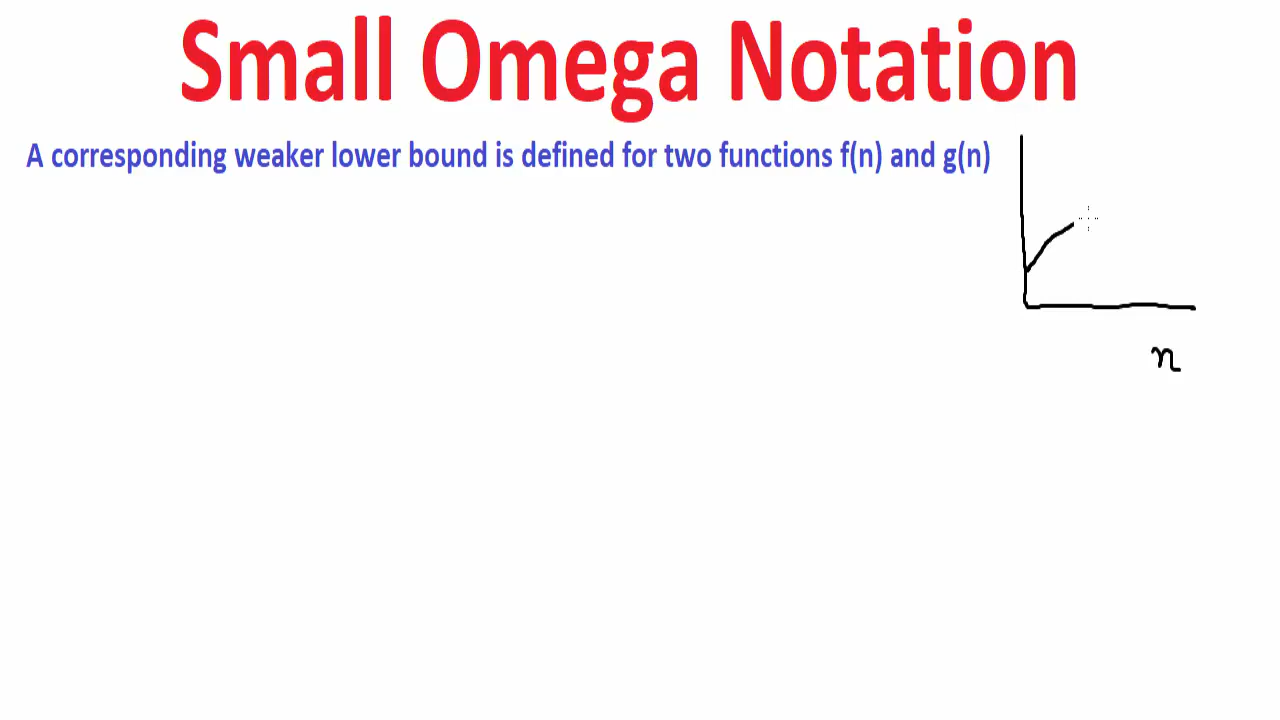 Small Omega Notation
A corresponding weaker lower bound is defined for two functions f(n) and g(n)
n